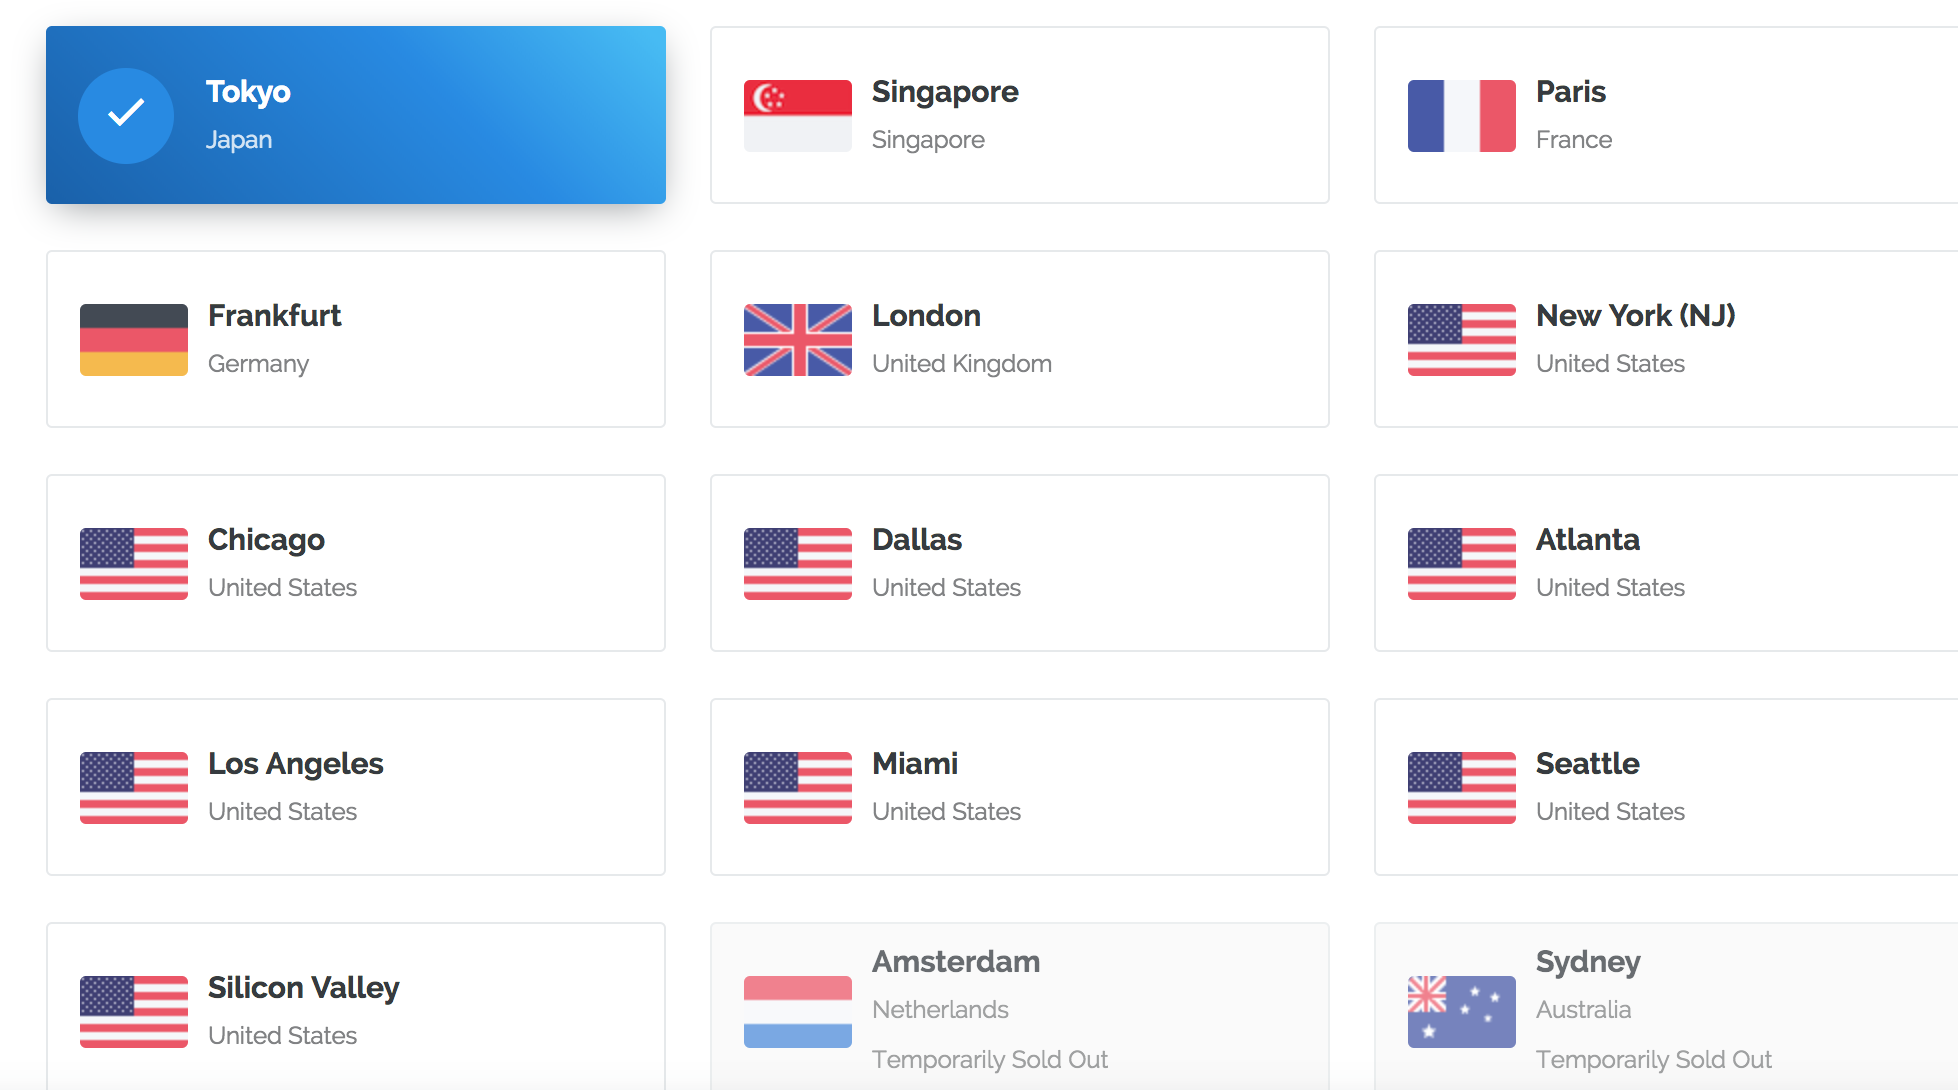 Tokyo
Japan
Singapore
Singapore
Paris
France
Frankfurt
Germany
London
United Kingdom
New York (NJ)
United States
Chicago
United States
Dallas
United States
Atlanta
United States
Los Angeles
United States
Miami
United States
Seattle
United States
Silicon Valley
United States
Amsterdam
Netherlands
Temporarily Sold Out
Sydney
Australia
Temporarily Sold Out